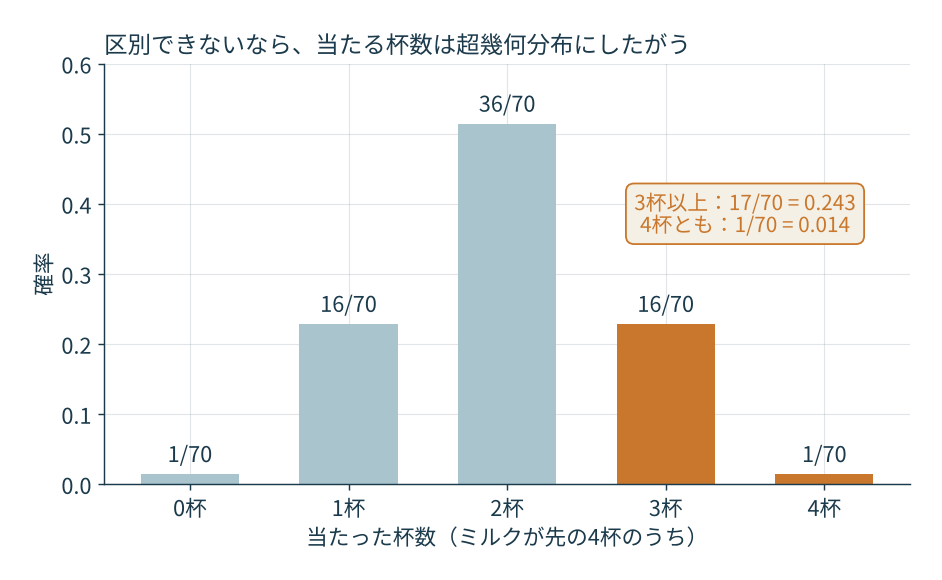 区別できないなら、当たる杯数は超幾何分布にしたがう
確率
0.6
0.5
0.4
0.3
0.2
0.1
0.0
1/70
16/70
36/70
16/70
1/70
3杯以上：17/70 = 0.243
4杯とも：1/70 = 0.014
0杯
1杯
2杯
3杯
4杯
当たった杯数（ミルクが先の4杯のうち）